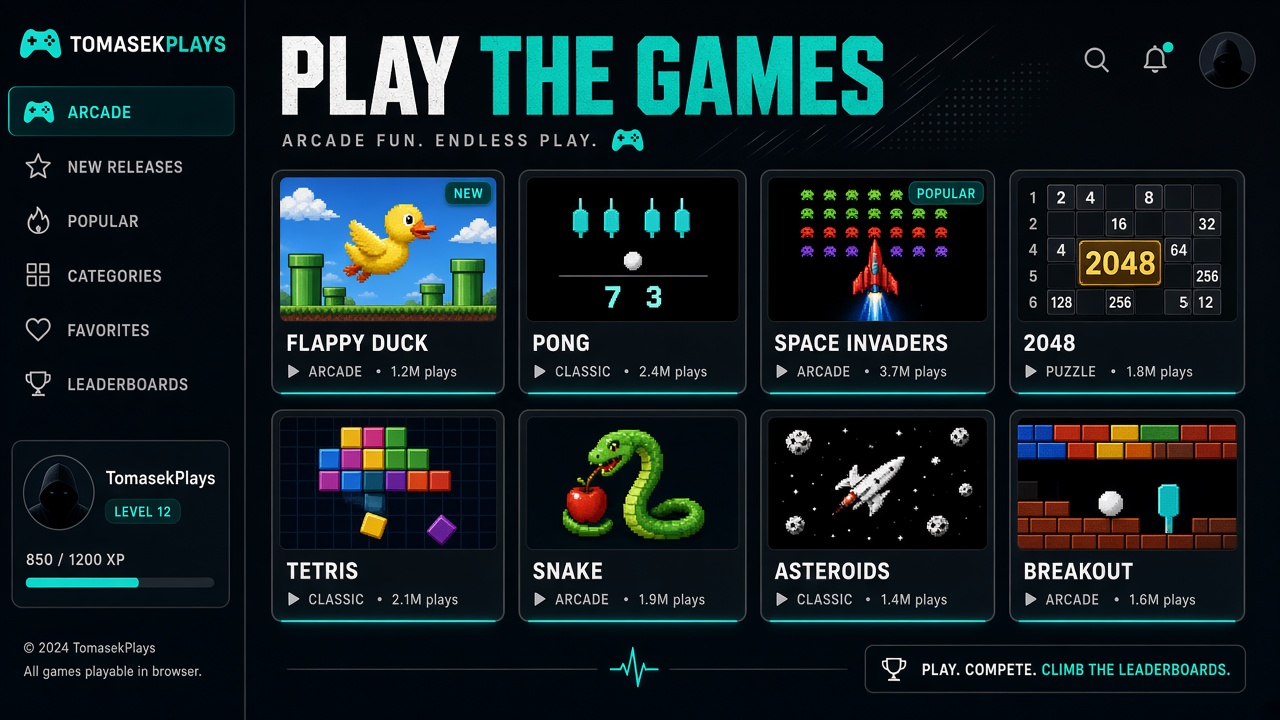 TOMASEKPLAYS
ARCADE
NEW RELEASES
POPULAR
CATEGORIES
FAVORITES
LEADERBOARDS
TomasekPlays
LEVEL 12
850 / 1200 XP
© 2024 TomasekPlays
All games playable in browser.
PLAY THE GAMES
ARCADE FUN. ENDLESS PLAY.
NEW
FLAPPY DUCK
ARCADE • 1.2M plays
7 3
PONG
CLASSIC • 2.4M plays
POPULAR
SPACE INVADERS
ARCADE • 3.7M plays
1 2 4 8
2 16 32
4 4 2048 64
5 256
6 128 256 5 12
2048
PUZZLE • 1.8M plays
TETRIS
CLASSIC • 2.1M plays
SNAKE
ARCADE • 1.9M plays
ASTEROIDS
CLASSIC • 1.4M plays
BREAKOUT
ARCADE • 1.6M plays
PLAY. COMPETE. CLIMB THE LEADERBOARDS.